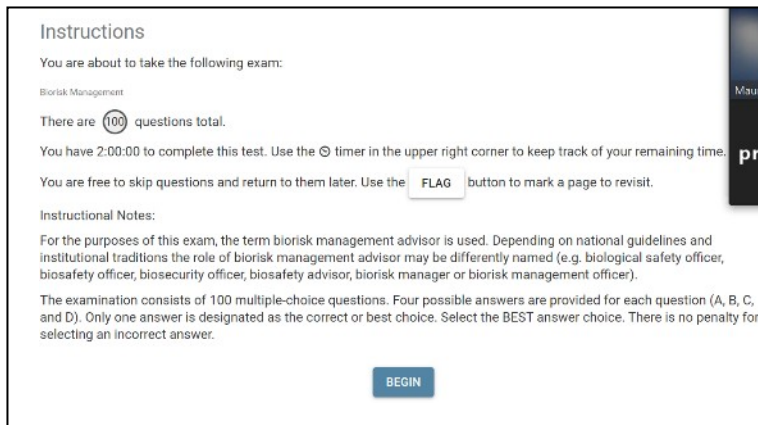 Instructions
You are about to take the following exam:
Biorisk Management
There are 100 questions total.
You have 2:00:00 to complete this test. Use the timer in the upper right corner to keep track of your remaining time.
You are free to skip questions and return to them later. Use the FLAG button to mark a page to revisit.
Instructional Notes:
For the purposes of this exam, the term biorisk management advisor is used. Depending on national guidelines and
institutional traditions the role of biorisk management advisor may be differently named (e.g. biological safety officer,
biosafety officer, biosecurity officer, biosafety advisor, biorisk manager or biorisk management officer).
The examination consists of 100 multiple-choice questions. Four possible answers are provided for each question (A, B, C,
and D). Only one answer is designated as the correct or best choice. Select the BEST answer choice. There is no penalty for
selecting an incorrect answer.
BEGIN